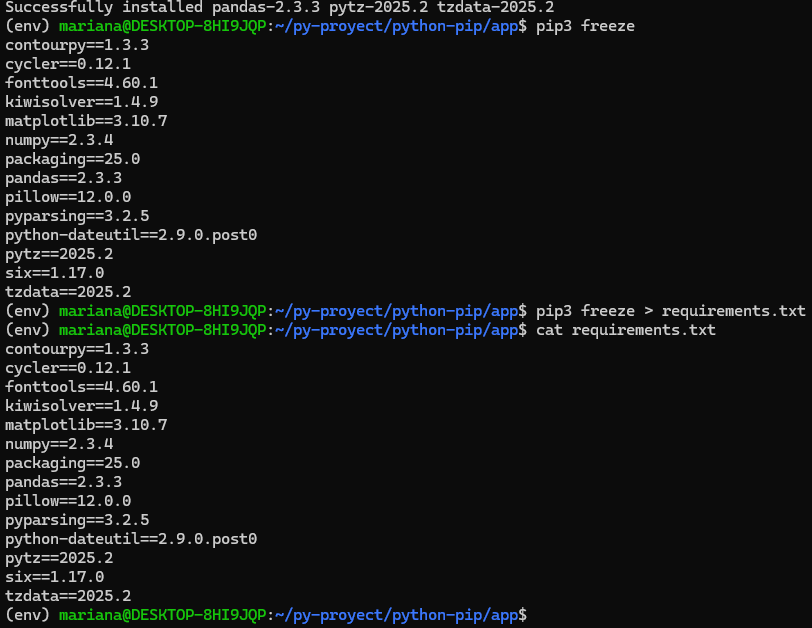 Successfully installed pandas-2.3.3 pytz-2025.2 tzdata-2025.2
(env) mariana@DESKTOP-8HI9JQP:~/py-proyect/python-pip/app$ pip3 freeze
contourpy==1.3.3
cycler==0.12.1
fonttools==4.60.1
kiwisolver==1.4.9
matplotlib==3.10.7
numpy==2.3.4
packaging==25.0
pandas==2.3.3
pillow==12.0.0
pyparsing==3.2.5
python-dateutil==2.9.0.post0
pytz==2025.2
six==1.17.0
tzdata==2025.2
(env) mariana@DESKTOP-8HI9JQP:~/py-proyect/python-pip/app$ pip3 freeze > requirements.txt
(env) mariana@DESKTOP-8HI9JQP:~/py-proyect/python-pip/app$ cat requirements.txt
contourpy==1.3.3
cycler==0.12.1
fonttools==4.60.1
kiwisolver==1.4.9
matplotlib==3.10.7
numpy==2.3.4
packaging==25.0
pandas==2.3.3
pillow==12.0.0
pyparsing==3.2.5
python-dateutil==2.9.0.post0
pytz==2025.2
six==1.17.0
tzdata==2025.2
(env) mariana@DESKTOP-8HI9JQP:~/py-proyect/python-pip/app$